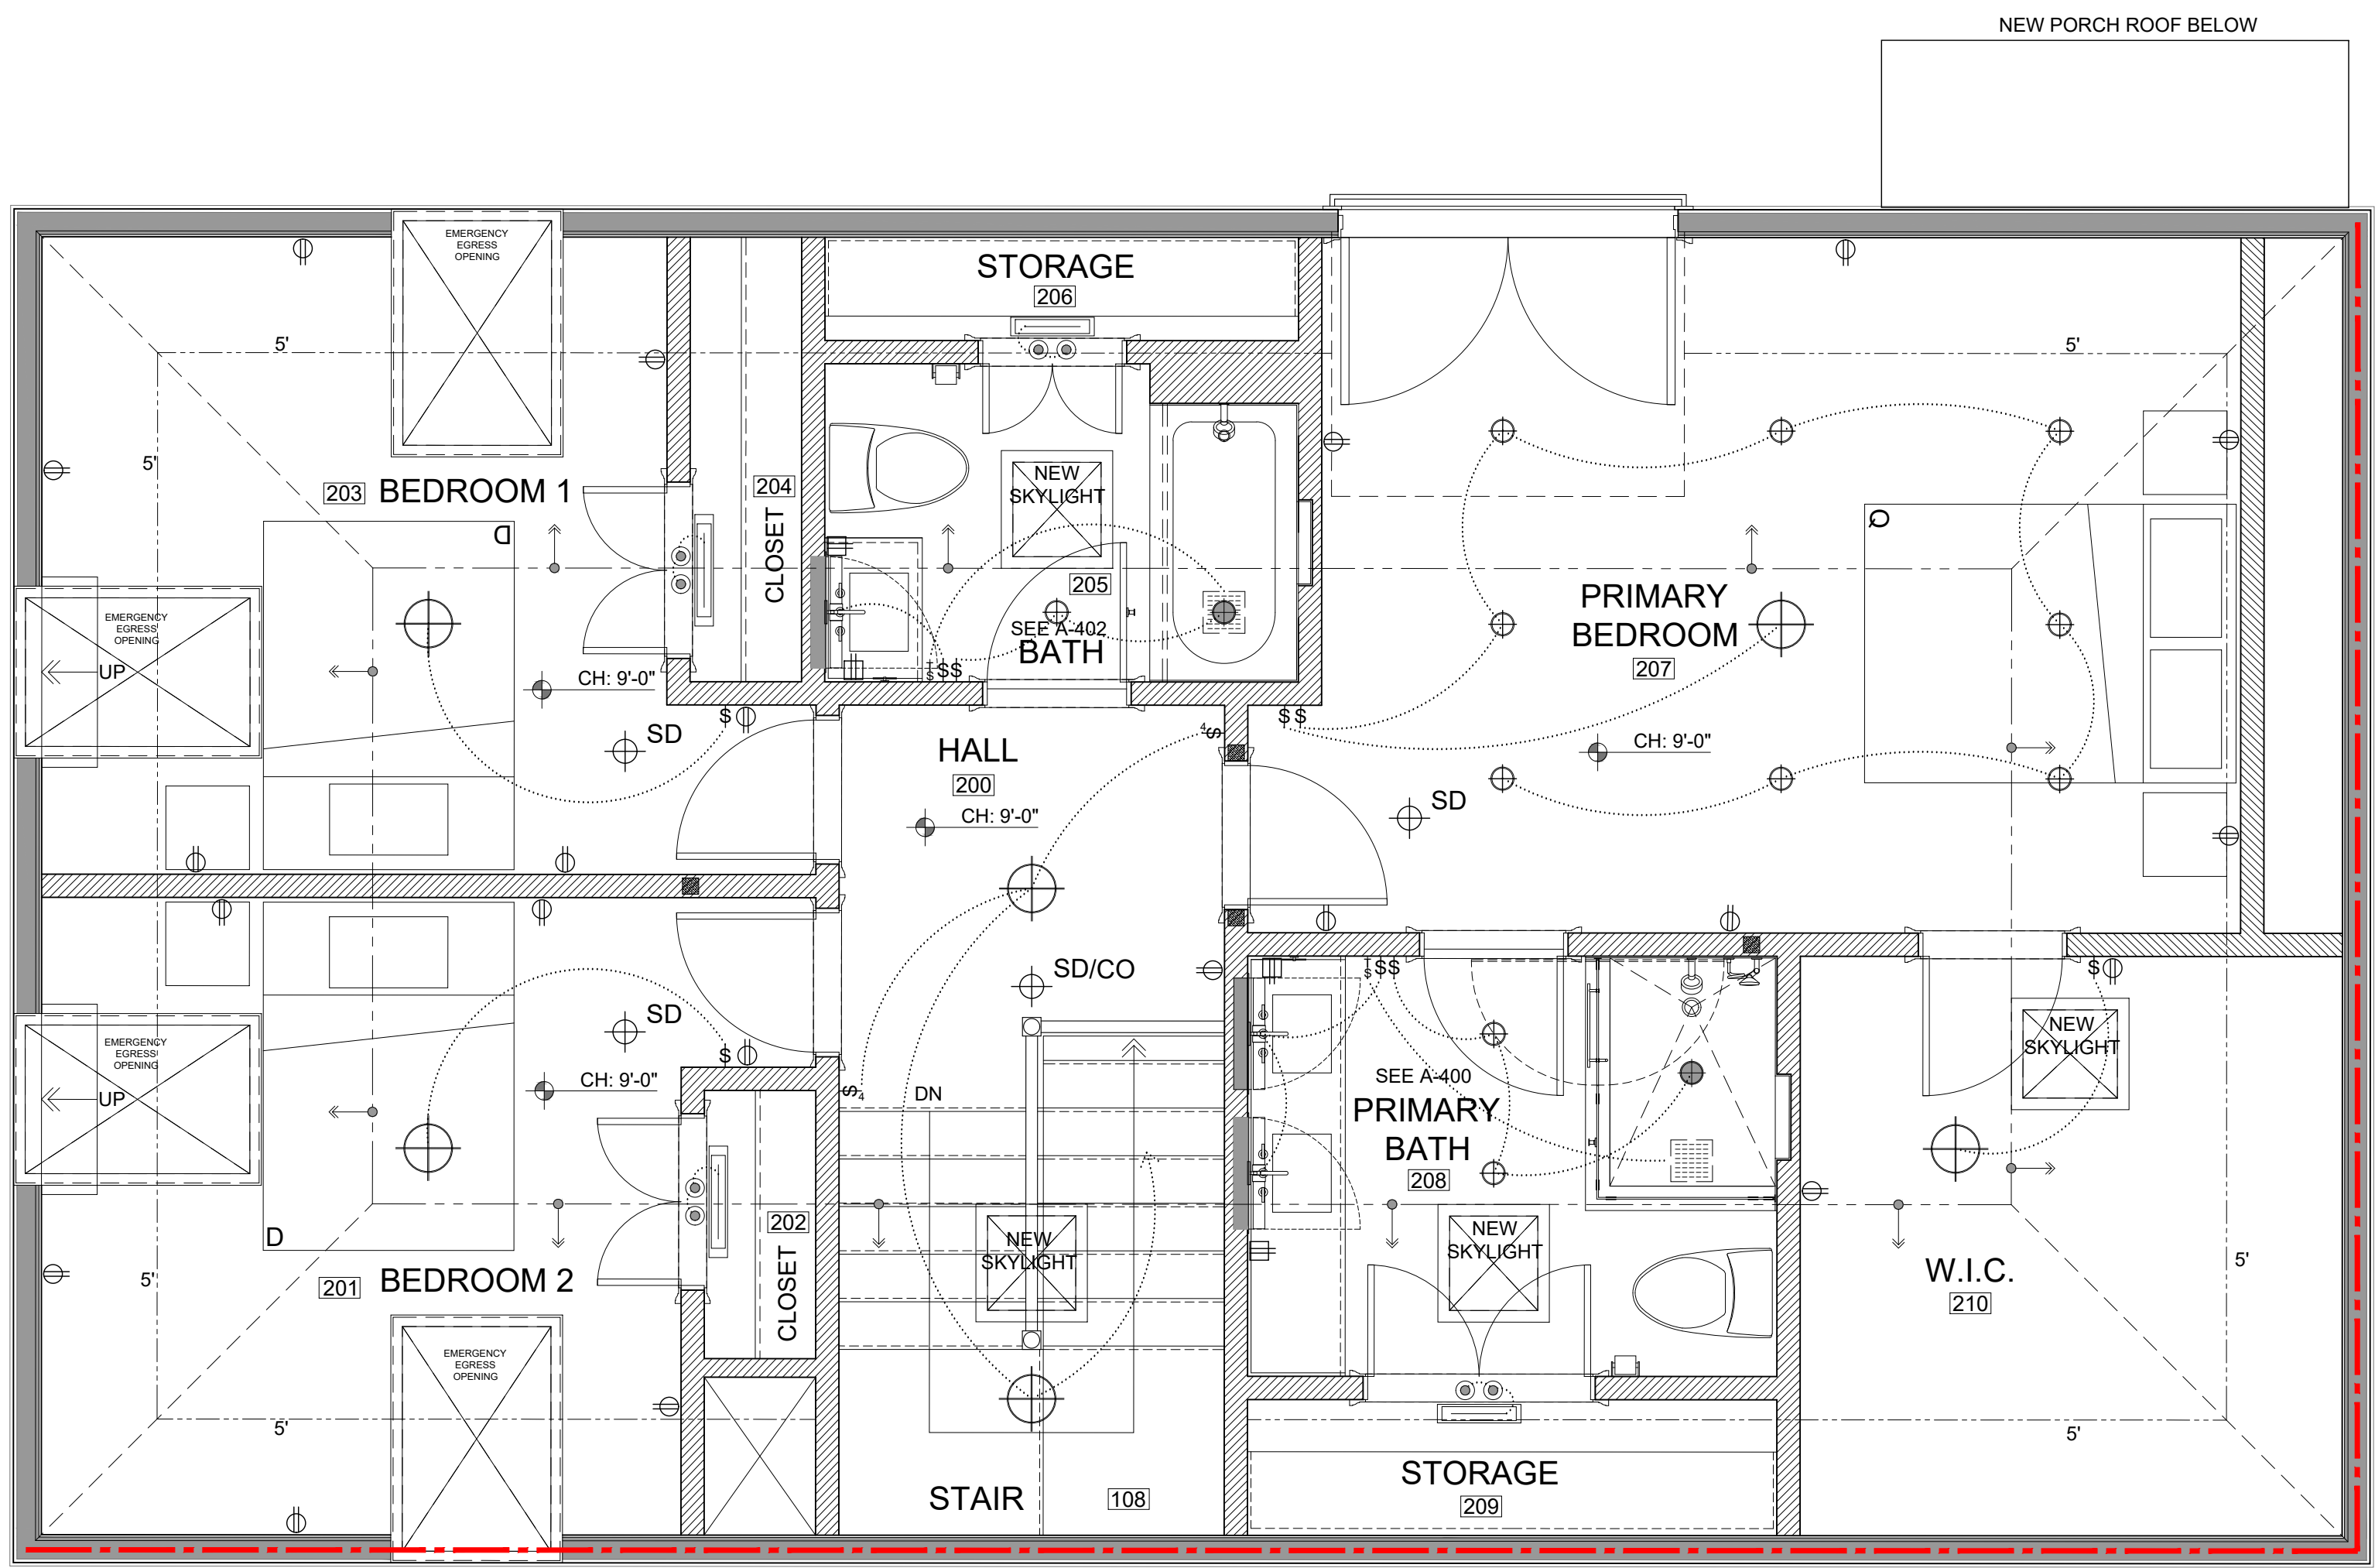 NEW PORCH ROOF BELOW
EMERGENCY
EGRESS
OPENING
STORAGE
206
5'
5'
5'
203 BEDROOM 1
D
204
CLOSET
NEW
SKYLIGHT
205
SEE A-402
BATH
$
$$
Q
PRIMARY
BEDROOM
207
EMERGENCY
EGRESS
OPENING
UP
CH: 9'-0"
SD
$
HALL
200
CH: 9'-0"
$4
$ $
CH: 9'-0"
SD
SD/CO
SD
$
CH: 9'-0"
$4
DN
EMERGENCY
EGRESS
OPENING
UP
$
$$
SEE A-400
PRIMARY
BATH
208
$
NEW
SKYLIGHT
D
201 BEDROOM 2
5'
202
CLOSET
NEW
SKYLIGHT
NEW
SKYLIGHT
W.I.C.
210
5'
EMERGENCY
EGRESS
OPENING
5'
5'
STAIR
108
STORAGE
209